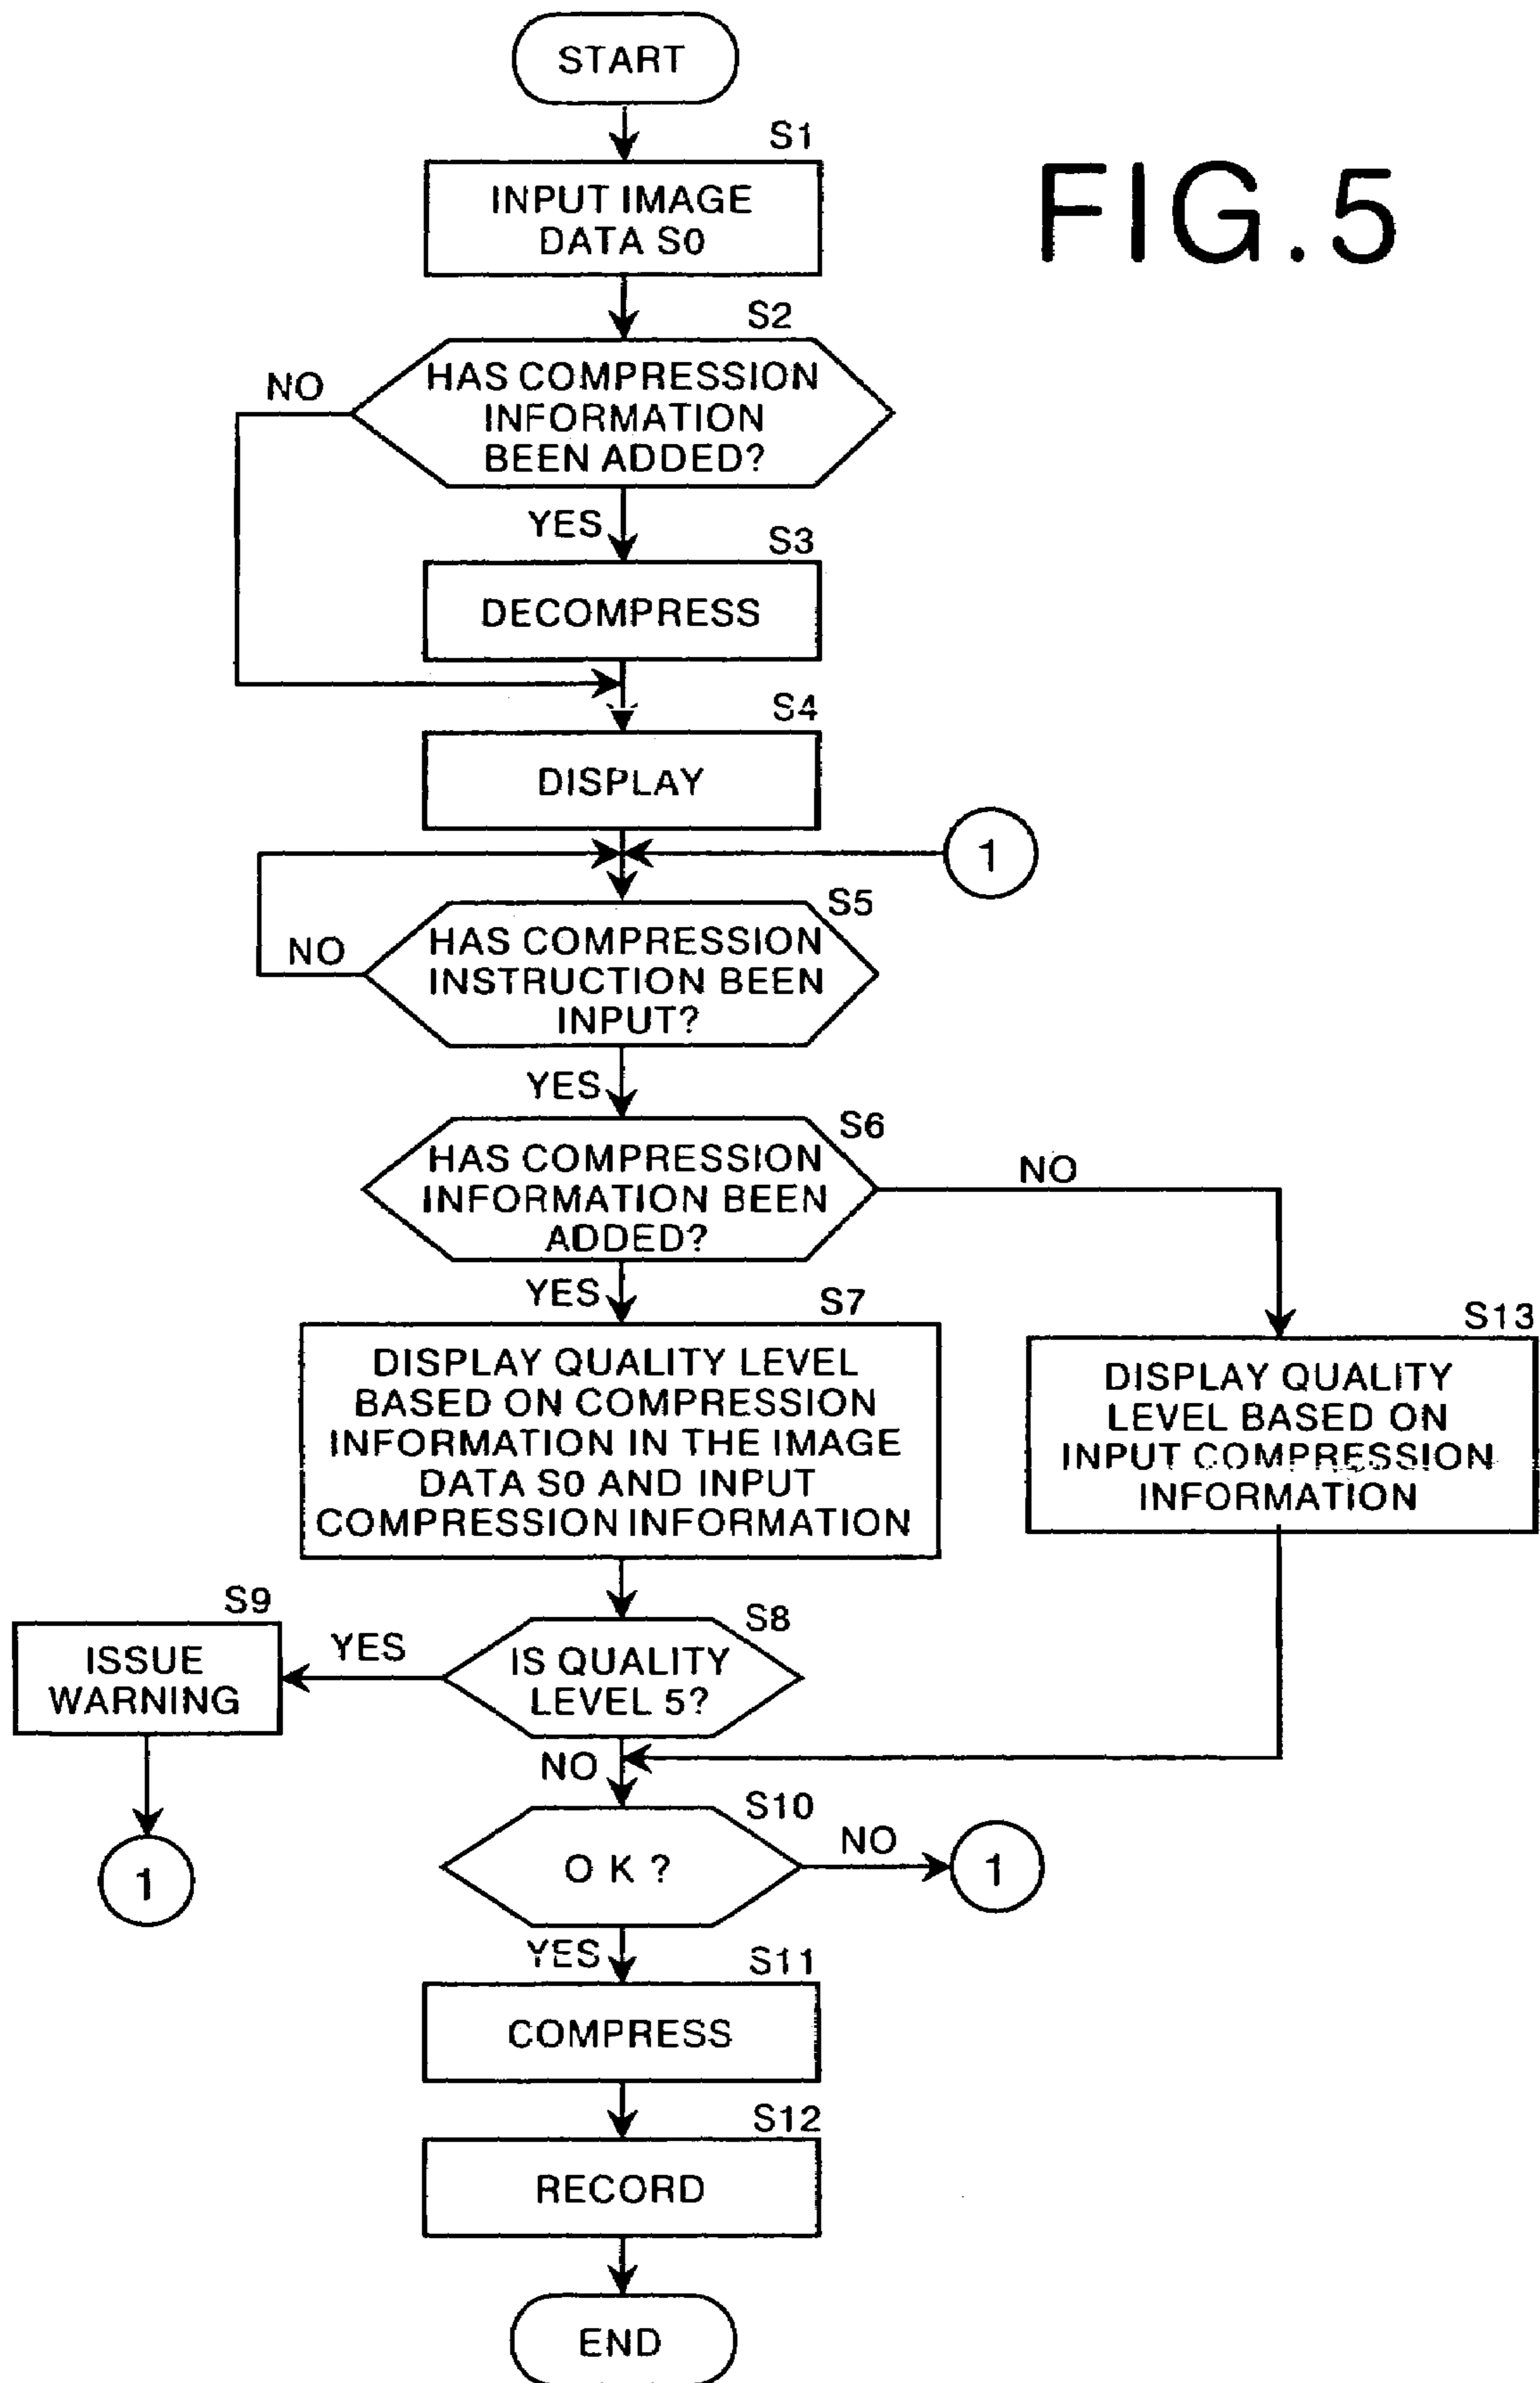 START
FIG.5
S1
INPUT IMAGE
DATA S0
S2
NO
HAS COMPRESSION
INFORMATION
BEEN ADDED?
YES
S3
DECOMPRESS
S4
DISPLAY
1
S5
NO
HAS COMPRESSION
INSTRUCTION BEEN
INPUT?
YES
S6
HAS COMPRESSION
INFORMATION BEEN
ADDED?
NO
YES
S7
DISPLAY QUALITY LEVEL
BASED ON COMPRESSION
INFORMATION IN THE IMAGE
DATA S0 AND INPUT
COMPRESSION INFORMATION
S13
DISPLAY QUALITY
LEVEL BASED ON
INPUT COMPRESSION
INFORMATION
S9
ISSUE
WARNING
YES
S8
IS QUALITY
LEVEL 5?
NO
1
S10
OK?
NO
1
YES
S11
COMPRESS
S12
RECORD
END